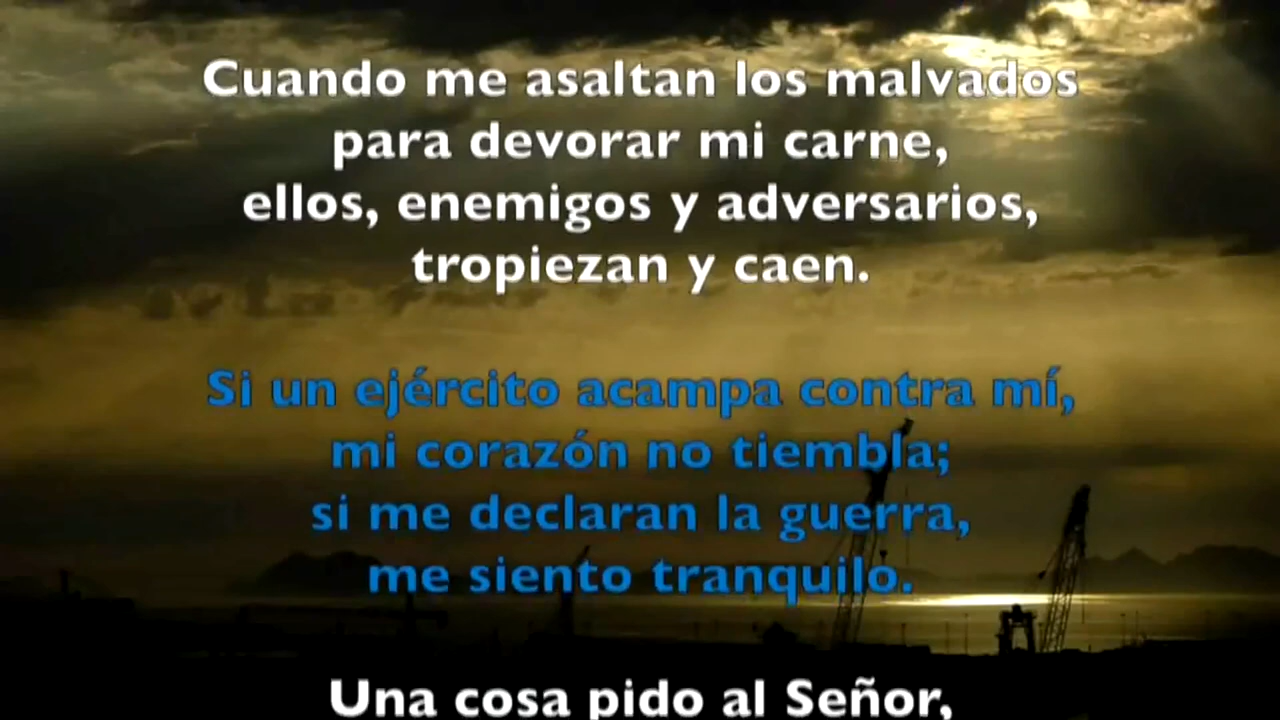 Cuando me asaltan los malvados
para devorar mi carne,
ellos, enemigos y adversarios,
tropiezan y caen.
Si un ejército acampa contra mí,
mi corazón no tiembla;
si me declaran la guerra,
me siento tranquilo.
Una cosa pido al Señor,